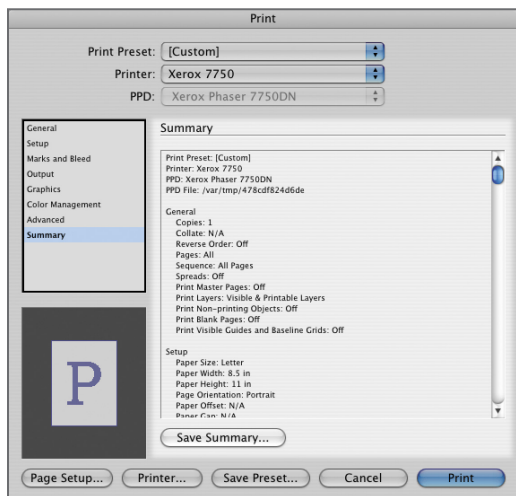 Print
Print Preset: [Custom]
Printer: Xerox 7750
PPD: Xerox Phaser 7750DN
General
Setup
Marks and Bleed
Output
Graphics
Color Management
Advanced
Summary
Summary
Print Preset: [Custom]
Printer: Xerox 7750
PPD: Xerox Phaser 7750DN
PPD File: /var/tmp/478cdf824d6de
General
Copies: 1
Collate: N/A
Reverse Order: Off
Pages: All
Sequence: All Pages
Spreads: Off
Print Master Pages: Off
Print Layers: Visible & Printable Layers
Print Non-printing Objects: Off
Print Blank Pages: Off
Print Visible Guides and Baseline Grids: Off
Setup
Paper Size: Letter
Paper Width: 8.5 in
Paper Height: 11 in
Page Orientation: Portrait
Paper Offset: N/A
Paper Gap: N/A
P
Save Summary...
Page Setup... Printer... Save Preset... Cancel Print